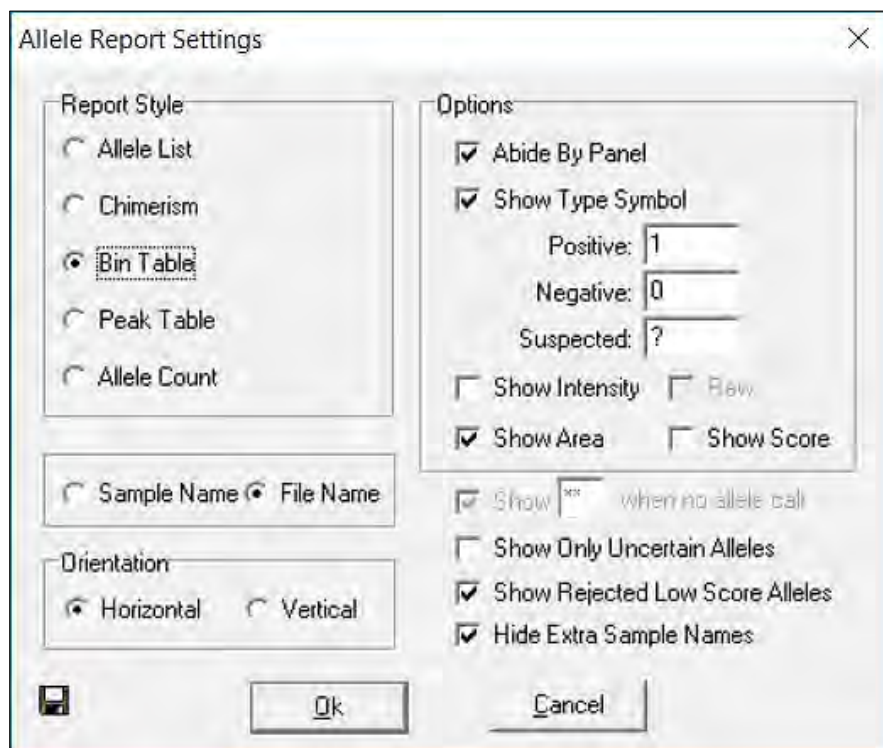 Allele Report Settings
Report Style
Allele List
Chimerism
Bin Table
Peak Table
Allele Count
Sample Name File Name
Orientation
Horizontal Vertical
Options
Abide By Panel
Show Type Symbol
Positive: 1
Negative: 0
Suspected: ?
Show Intensity Raw
Show Area Show Score
Show ** when no allele call
Show Only Uncertain Alleles
Show Rejected Low Score Alleles
Hide Extra Sample Names
Ok Cancel